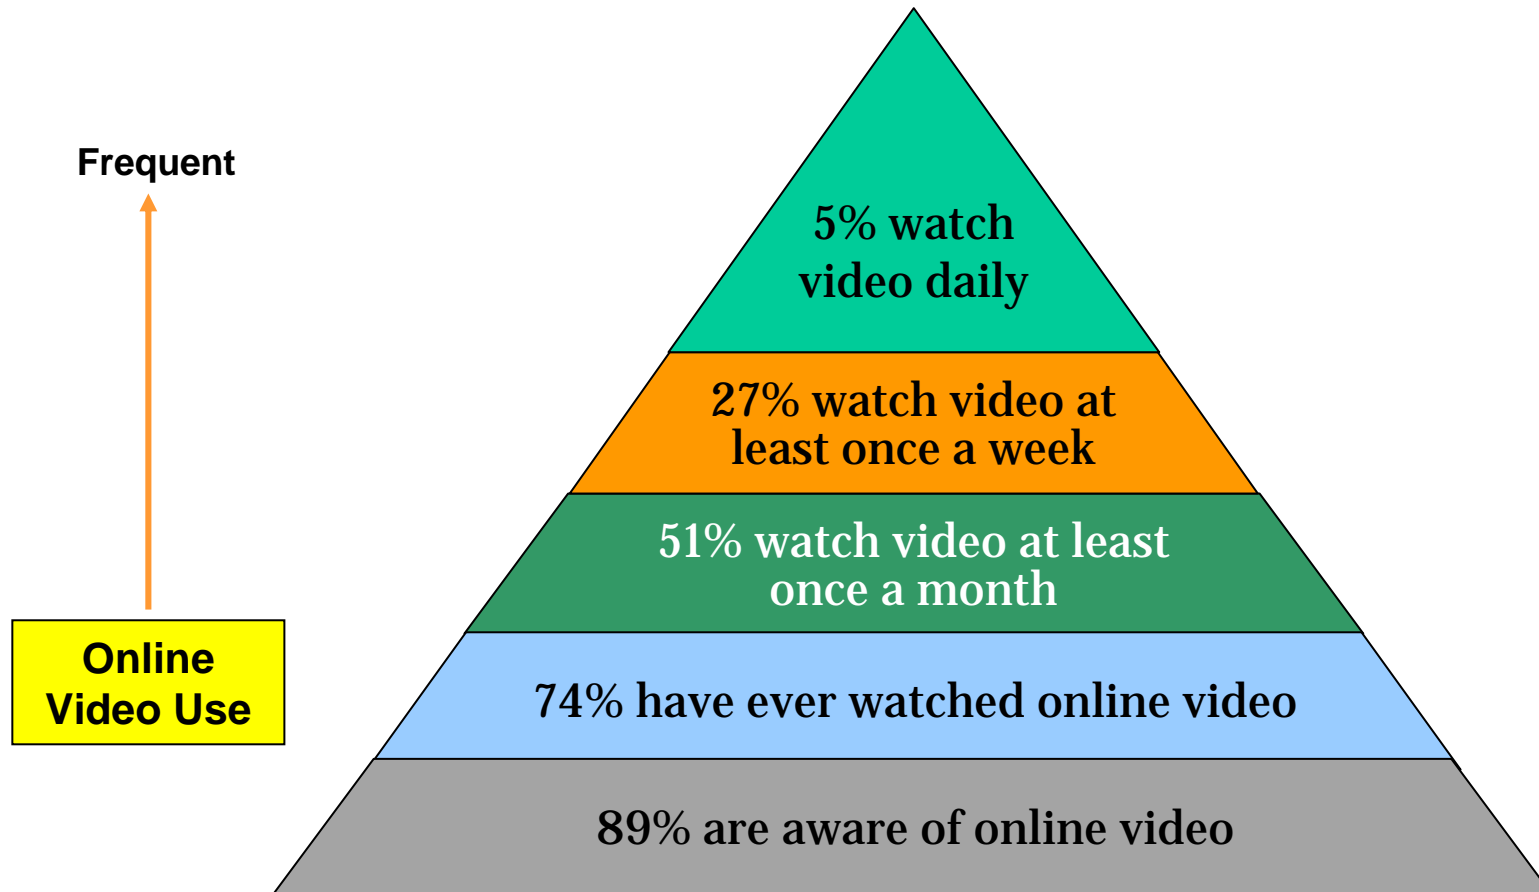 Frequent
Online
Video Use
5% watch
video daily
27% watch video at
least once a week
51% watch video at least
once a month
74% have ever watched online video
89% are aware of online video